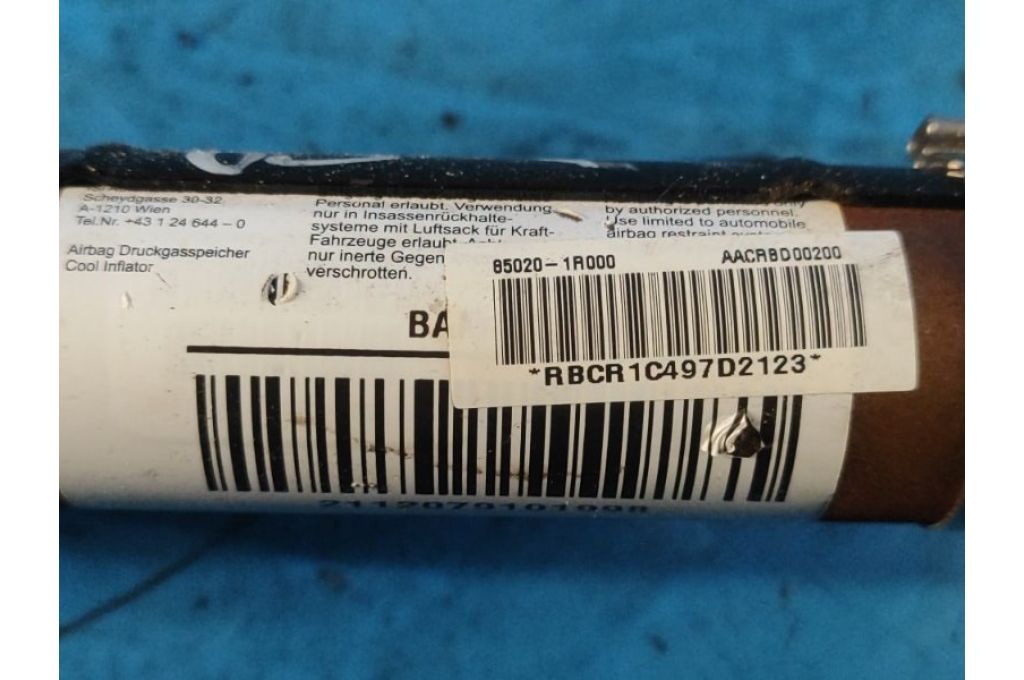 Scheydgasse 30-32
A-1210 Wien
Tel.Nr. +43 1 24 644 – 0
Airbag Druckgasspeicher
Cool Inflator
Personal erlaubt. Verwendung
nur in Insassenrückhalte-
systeme mit Luftsack für Kraft-
Fahrzeuge erlaubt.
nur inerte Gegen
verschrotten.
only
by authorized personnel.
Use limited to automobile
airbag restraint
BA
85020-1R000 AACRBD00200
*RBCR1C497D2123*